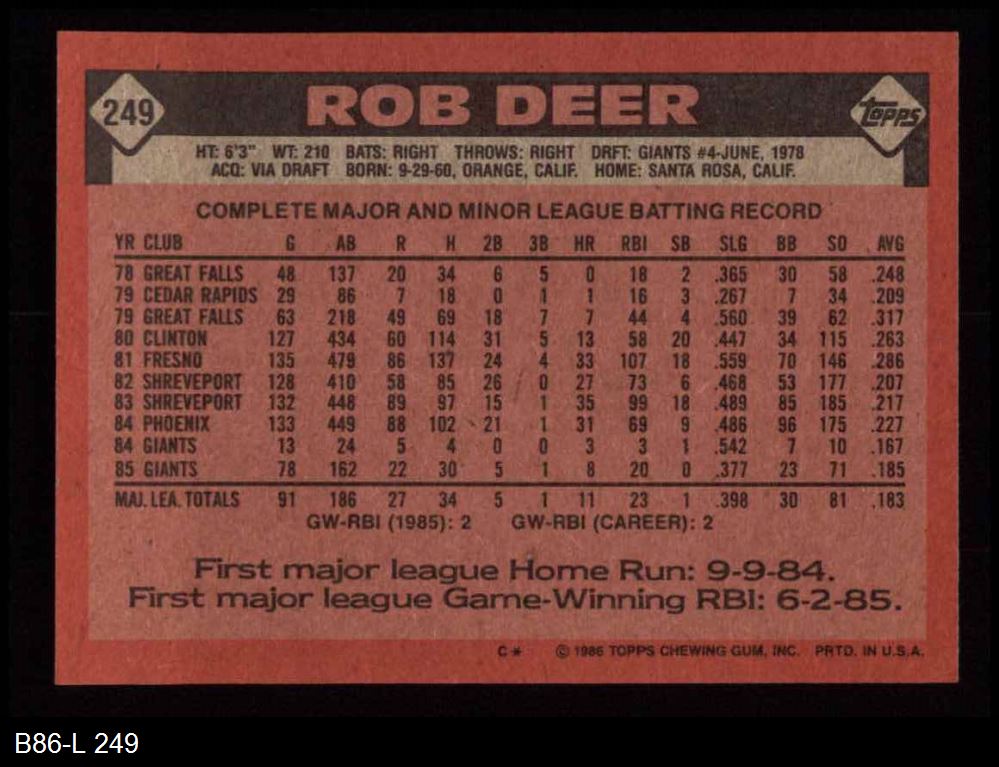 249
ROB DEER
Topps
HT: 6'3" WT: 210 BATS: RIGHT THROWS: RIGHT DRFT: GIANTS #4-JUNE, 1978
ACQ: VIA DRAFT BORN: 9-29-60, ORANGE, CALIF. HOME: SANTA ROSA, CALIF.
COMPLETE MAJOR AND MINOR LEAGUE BATTING RECORD
YR CLUB G AB R H 2B 3B HR RBI SB SLG BB SO AVG
78 GREAT FALLS 48 137 20 34 6 5 0 18 2 .365 30 58 .248
79 CEDAR RAPIDS 29 86 7 18 0 1 1 16 3 .267 7 34 .209
79 GREAT FALLS 63 218 49 69 18 7 7 44 4 .560 39 62 .317
80 CLINTON 127 434 60 114 31 5 13 58 20 .447 34 115 .263
81 FRESNO 135 479 86 137 24 4 33 107 18 .559 70 146 .286
82 SHREVEPORT 128 410 58 85 26 0 27 73 6 .468 53 177 .207
83 SHREVEPORT 132 448 89 97 15 1 35 99 18 .489 85 185 .217
84 PHOENIX 133 449 88 102 21 1 31 69 9 .486 96 175 .227
84 GIANTS 13 24 5 4 0 0 3 3 1 .542 7 10 .167
85 GIANTS 78 162 22 30 5 1 8 20 0 .377 23 71 .185
MAJ. LEA. TOTALS 91 186 27 34 5 1 11 23 1 .398 30 81 .183
GW-RBI (1985): 2 GW-RBI (CAREER): 2
First major league Home Run: 9-9-84.
First major league Game-Winning RBI: 6-2-85.
C* © 1986 TOPPS CHEWING GUM, INC. PRTD. IN U.S.A.
B86-L 249